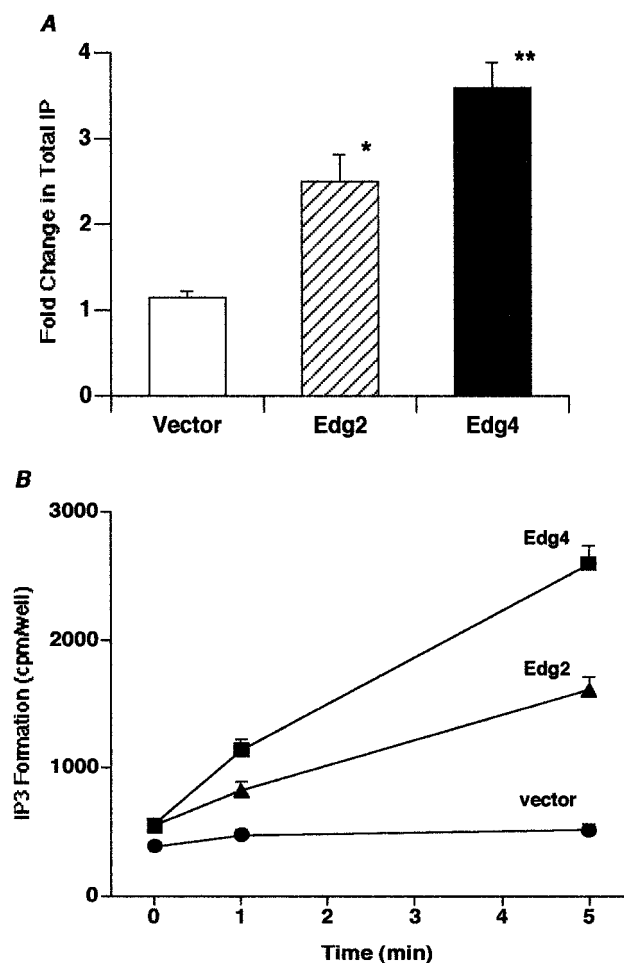 A
Fold Change in Total IP
4
3
2
1
0
*
**
Vector Edg2 Edg4
B
IP3 Formation (cpm/well)
3000
2000
1000
0
Edg4
Edg2
vector
0 1 2 3 4 5
Time (min)